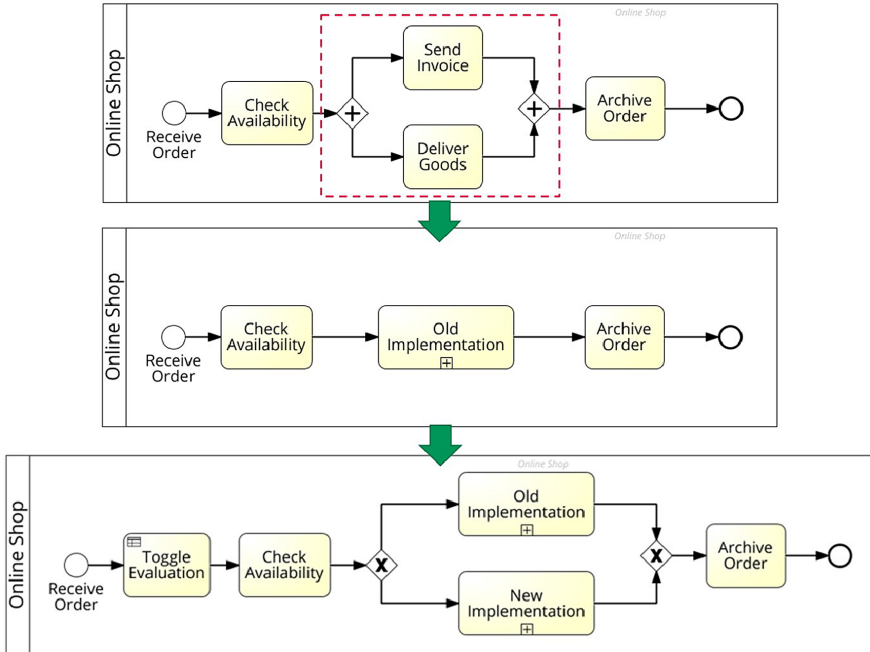 Online Shop
Online Shop
Send
Invoice
Check
Availability
Receive
Order
Deliver
Goods
Archive
Order
Online Shop
Online Shop
Receive
Order
Check
Availability
Old
Implementation
Archive
Order
Online Shop
Online Shop
Receive
Order
Toggle
Evaluation
Check
Availability
Old
Implementation
New
Implementation
Archive
Order